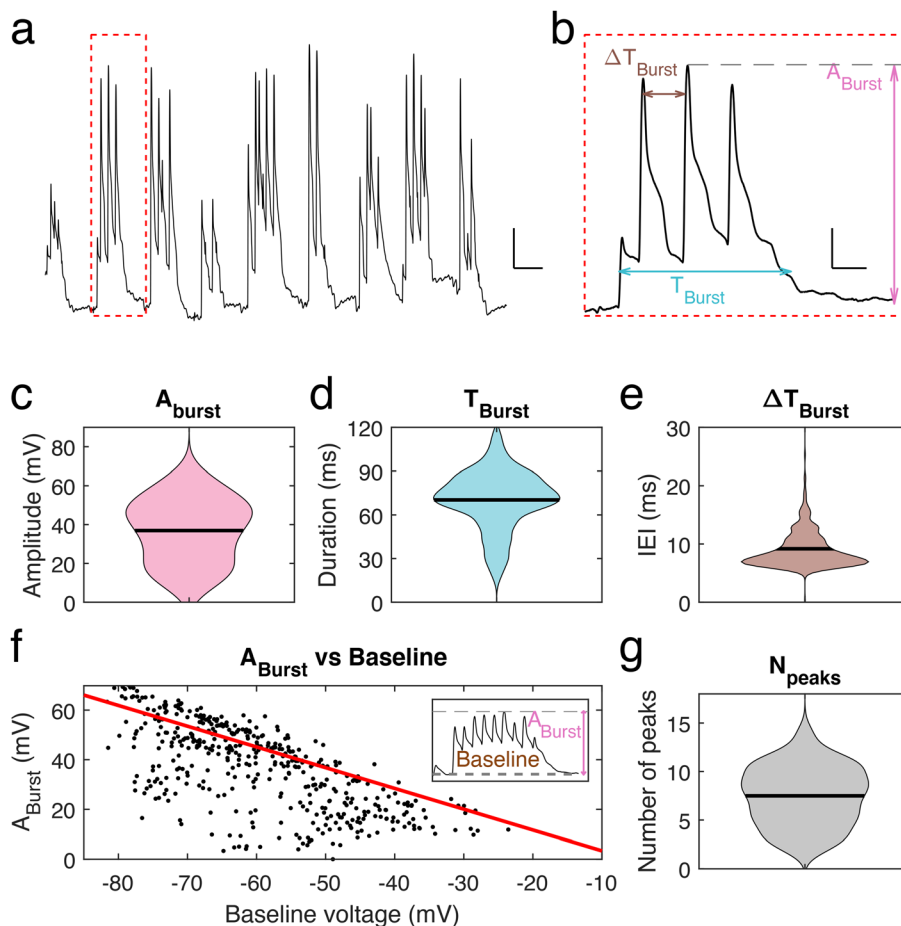 a
b
ΔT_Burst
A_Burst
T_Burst
c
A_burst
Amplitude (mV)
80
60
40
20
0
d
T_Burst
Duration (ms)
120
90
60
30
0
e
ΔT_Burst
IEI (ms)
30
20
10
0
f
A_Burst vs Baseline
A_Burst (mV)
60
40
20
0
A_Burst
Baseline
-80 -70 -60 -50 -40 -30 -20 -10
Baseline voltage (mV)
g
N_peaks
Number of peaks
15
10
5
0